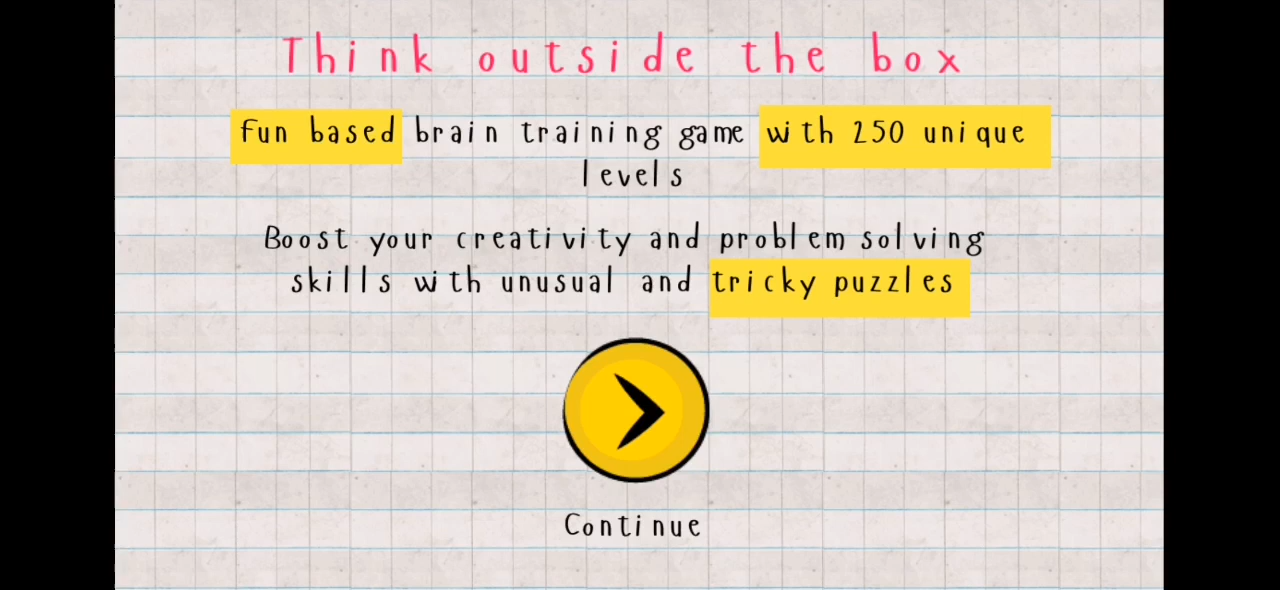 Think outside the box
Fun based brain training game with 250 unique
levels
Boost your creativity and problem solving
skills with unusual and tricky puzzles
Continue